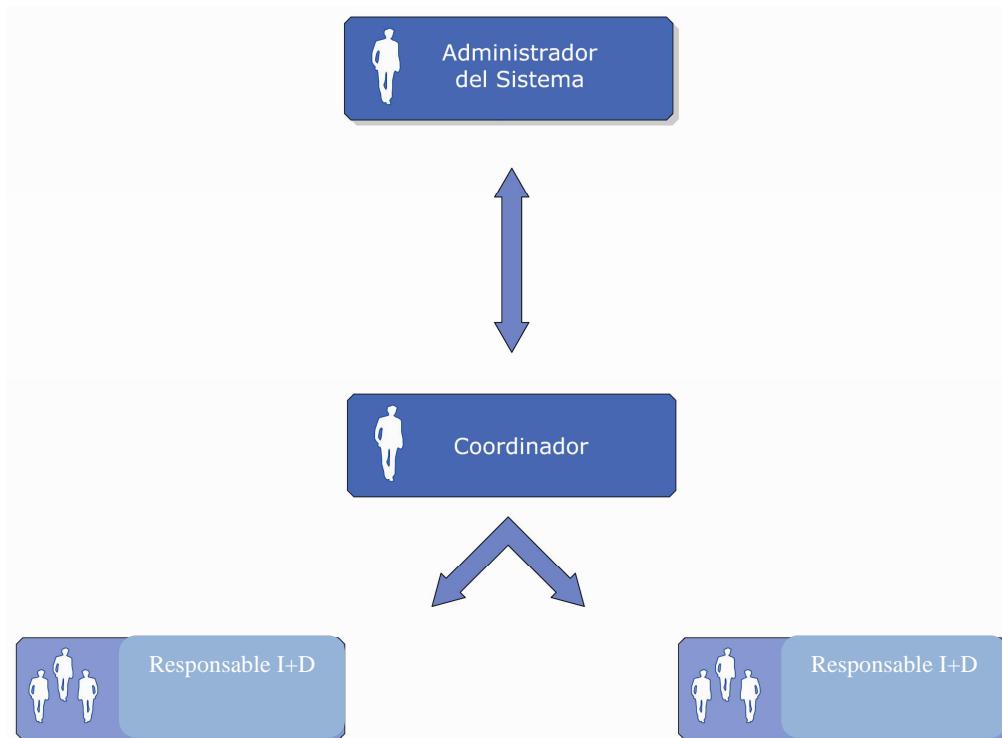 Administrador
del Sistema
Coordinador
Responsable I+D
Responsable I+D